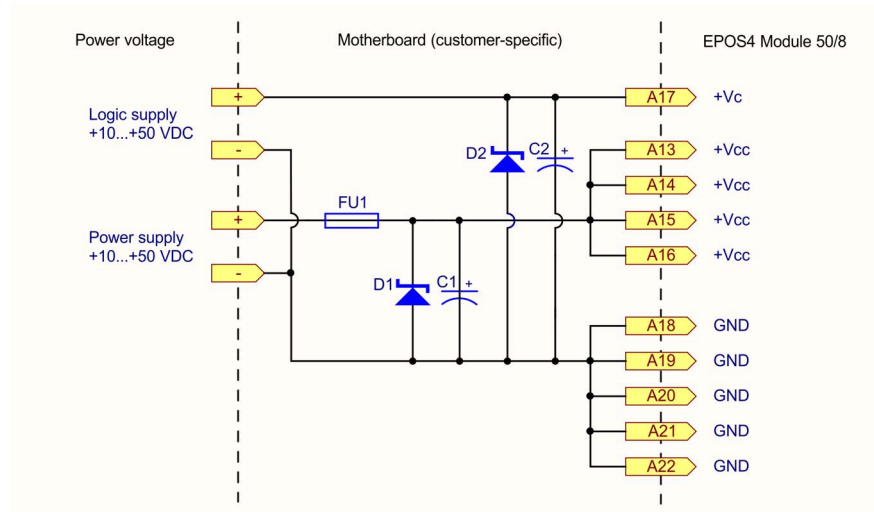 Power voltage
Motherboard (customer-specific)
EPOS4 Module 50/8
+
A17
+Vc
Logic supply
+10...+50 VDC
-
D2
C2
+
A13
+Vcc
A14
+Vcc
+
FU1
A15
+Vcc
Power supply
+10...+50 VDC
A16
+Vcc
-
D1
C1
+
A18
GND
A19
GND
A20
GND
A21
GND
A22
GND